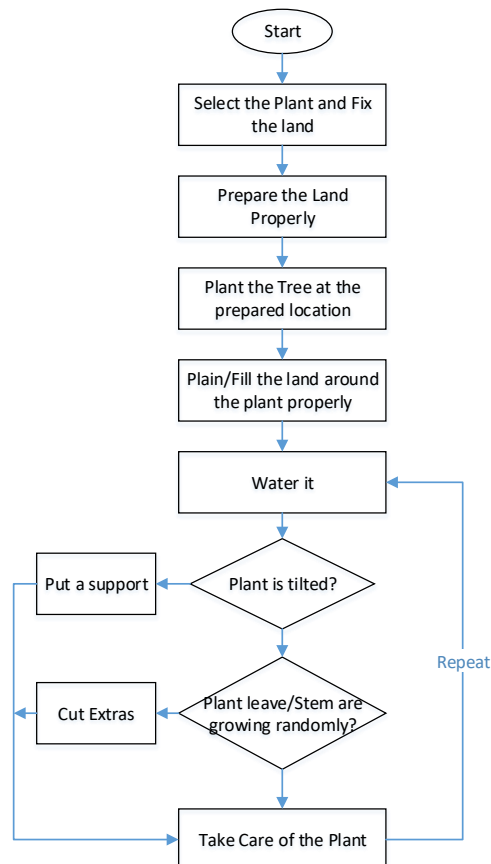 Start
Select the Plant and Fix
the land
Prepare the Land
Properly
Plant the Tree at the
prepared location
Plain/Fill the land around
the plant properly
Water it
Put a support
Plant is tilted?
Repeat
Cut Extras
Plant leave/Stem are
growing randomly?
Take Care of the Plant